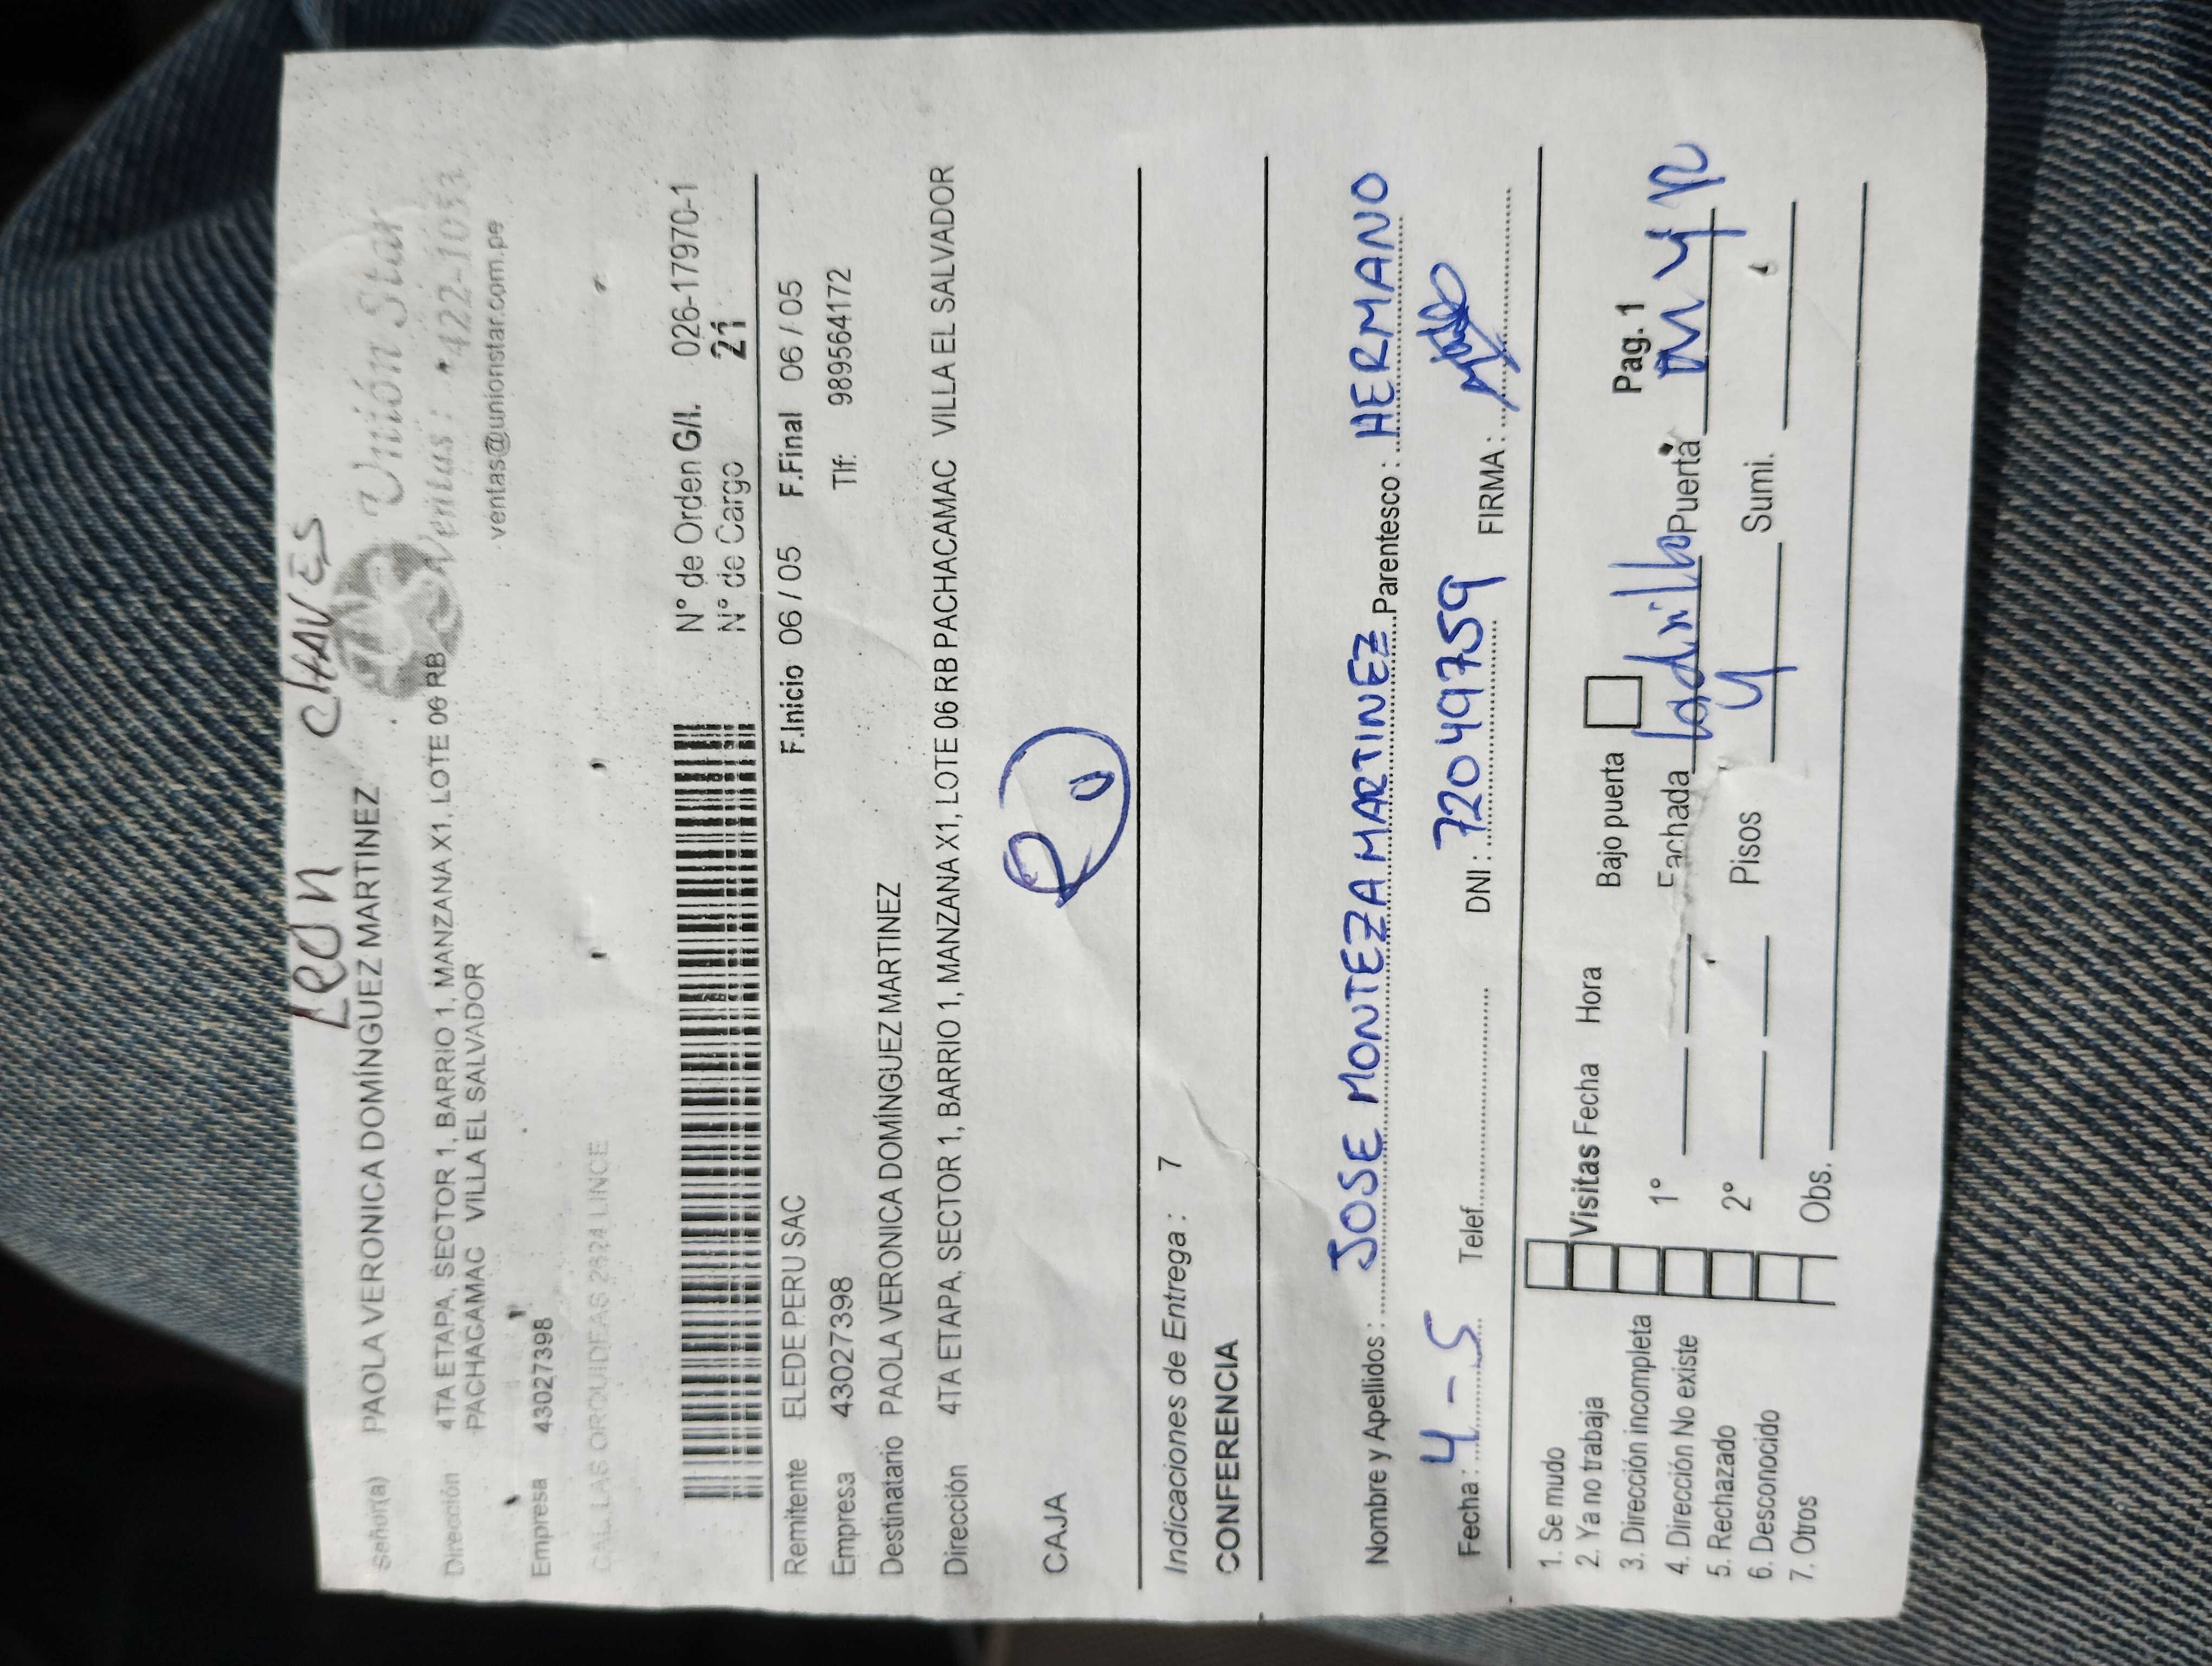 LEON CHAVES
Señor(a) PAOLA VERONICA DOMÍNGUEZ MARTINEZ
Unión Star
Ventas: 422-1053
ventas@unionstar.com.pe
Dirección 4TA ETAPA, SECTOR 1, BARRIO 1, MANZANA X1, LOTE 06 RB
PACHACAMAC VILLA EL SALVADOR
Empresa 43027398
CAL. LAS ORQUIDEAS 2624 LINCE
N° de Orden G/I. 026-17970-1
N° de Cargo 21
F.Inicio 06 / 05 F.Final 06 / 05
Remitente ELEDE PERU SAC
Empresa 43027398 Tlf: 989564172
Destinatario PAOLA VERONICA DOMÍNGUEZ MARTINEZ
Dirección 4TA ETAPA, SECTOR 1, BARRIO 1, MANZANA X1, LOTE 06 RB PACHACAMAC VILLA EL SALVADOR
CAJA
Indicaciones de Entrega : 7
CONFERENCIA
Nombre y Apellidos : JOSE MONTEZA MARTINEZ Parentesco : HERMANO
Fecha : 4 - 5 Telef. DNI : 72049759 FIRMA :
1. Se mudo
2. Ya no trabaja
3. Dirección incompleta
4. Dirección No existe
5. Rechazado
6. Desconocido
7. Otros
Visitas Fecha Hora Bajo puerta Pag. 1
1° Fachada Ladrillo Puerta
2° Pisos 4 Sumi.
Obs.